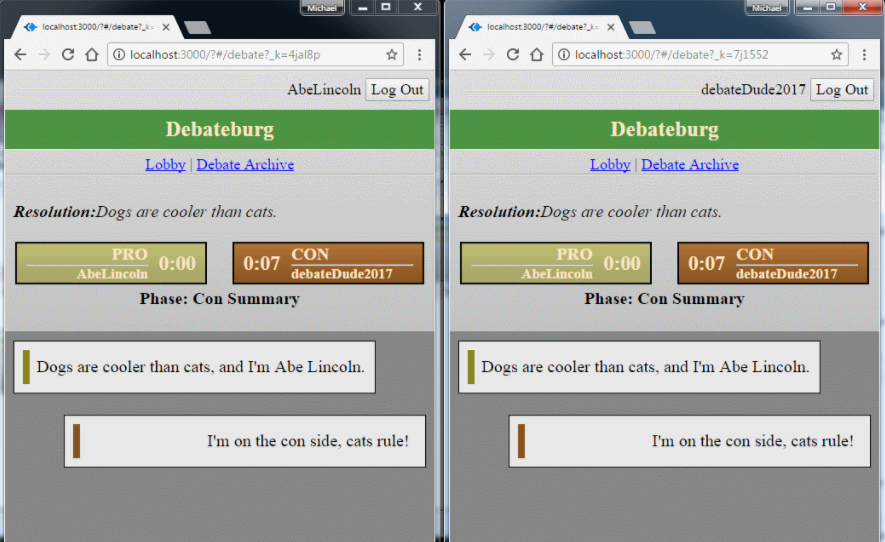 Michael
localhost:3000/?#/debate?_k=
localhost:3000/?#/debate?_k=4jal8p
AbeLincoln Log Out
Debateburg
Lobby | Debate Archive
Resolution:Dogs are cooler than cats.
PRO
AbeLincoln
0:00
0:07
CON
debateDude2017
Phase: Con Summary
Dogs are cooler than cats, and I'm Abe Lincoln.
I'm on the con side, cats rule!
Michael
localhost:3000/?#/debate?_k=
localhost:3000/?#/debate?_k=7j1552
debateDude2017 Log Out
Debateburg
Lobby | Debate Archive
Resolution:Dogs are cooler than cats.
PRO
AbeLincoln
0:00
0:07
CON
debateDude2017
Phase: Con Summary
Dogs are cooler than cats, and I'm Abe Lincoln.
I'm on the con side, cats rule!